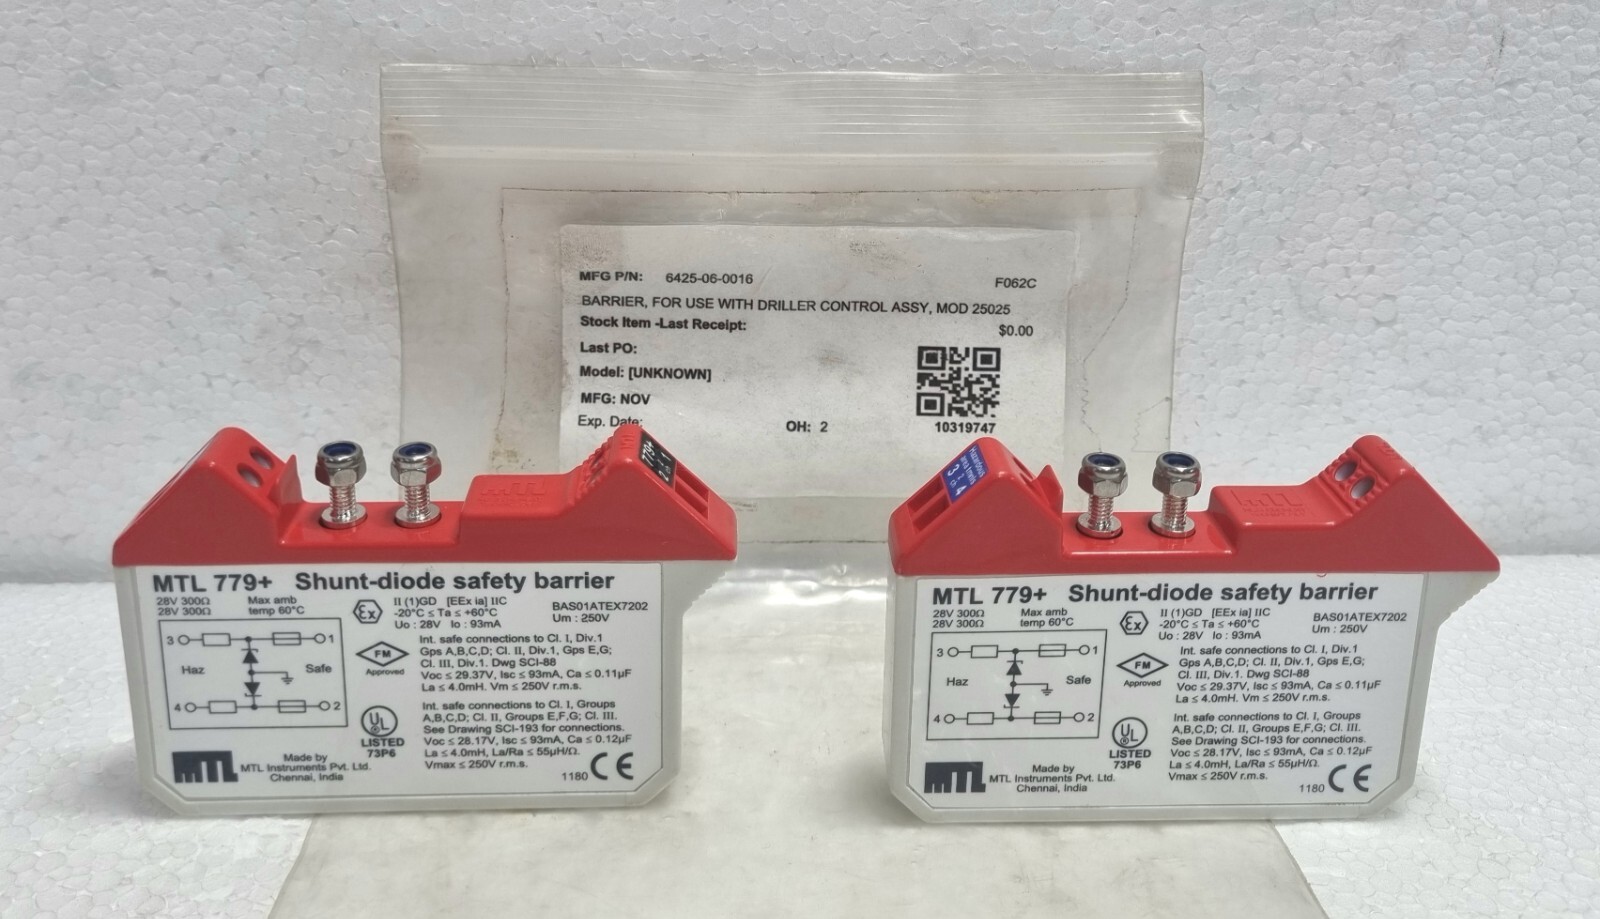 MFG P/N: 6425-06-0016 F062C
BARRIER, FOR USE WITH DRILLER CONTROL ASSY, MOD 25025
Stock Item -Last Receipt: $0.00
Last PO:
Model: [UNKNOWN]
MFG: NOV
Exp. Date: OH: 2 10319747
779+
MTL
MTL 779+ Shunt-diode safety barrier
28V 300Ω
28V 300Ω
Max amb
temp 60°C
Ex
II (1)GD [EEx ia] IIC
-20°C ≤ Ta ≤ +60°C
Uo : 28V Io : 93mA
BAS01ATEX7202
Um : 250V
3 1
Haz Safe
4 2
FM
Approved
Int. safe connections to Cl. I, Div.1
Gps A,B,C,D; Cl. II, Div.1, Gps E,G;
Cl. III, Div.1. Dwg SCI-88
Voc ≤ 29.37V, Isc ≤ 93mA, Ca ≤ 0.11µF
La ≤ 4.0mH. Vm ≤ 250V r.m.s.
UL
LISTED
73P6
Int. safe connections to Cl. I, Groups
A,B,C,D; Cl. II, Groups E,F,G; Cl. III.
See Drawing SCI-193 for connections.
Voc ≤ 28.17V, Isc ≤ 93mA, Ca ≤ 0.12µF
La ≤ 4.0mH, La/Ra ≤ 55µH/Ω.
Vmax ≤ 250V r.m.s.
MTL
Made by
MTL Instruments Pvt. Ltd.
Chennai, India
1180 CE
Hazardous
3
4
MTL
MTL 779+ Shunt-diode safety barrier
28V 300Ω
28V 300Ω
Max amb
temp 60°C
Ex
II (1)GD [EEx ia] IIC
-20°C ≤ Ta ≤ +60°C
Uo : 28V Io : 93mA
BAS01ATEX7202
Um : 250V
3 1
Haz Safe
4 2
FM
Approved
Int. safe connections to Cl. I, Div.1
Gps A,B,C,D; Cl. II, Div.1, Gps E,G;
Cl. III, Div.1. Dwg SCI-88
Voc ≤ 29.37V, Isc ≤ 93mA, Ca ≤ 0.11µF
La ≤ 4.0mH. Vm ≤ 250V r.m.s.
UL
LISTED
73P6
Int. safe connections to Cl. I, Groups
A,B,C,D; Cl. II, Groups E,F,G; Cl. III.
See Drawing SCI-193 for connections.
Voc ≤ 28.17V, Isc ≤ 93mA, Ca ≤ 0.12µF
La ≤ 4.0mH, La/Ra ≤ 55µH/Ω.
Vmax ≤ 250V r.m.s.
MTL
Made by
MTL Instruments Pvt. Ltd.
Chennai, India
1180 CE